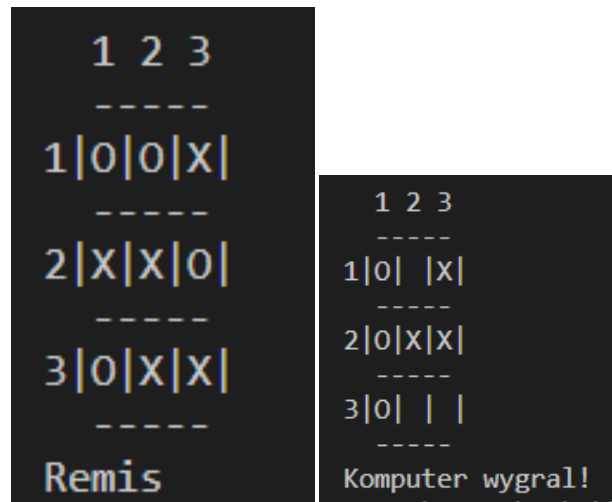 1 2 3
-----
1|O|O|X|
-----
2|X|X|O|
-----
3|O|X|X|
-----
Remis
1 2 3
-----
1|O| |X|
-----
2|O|X|X|
-----
3|O| | |
-----
Komputer wygral!